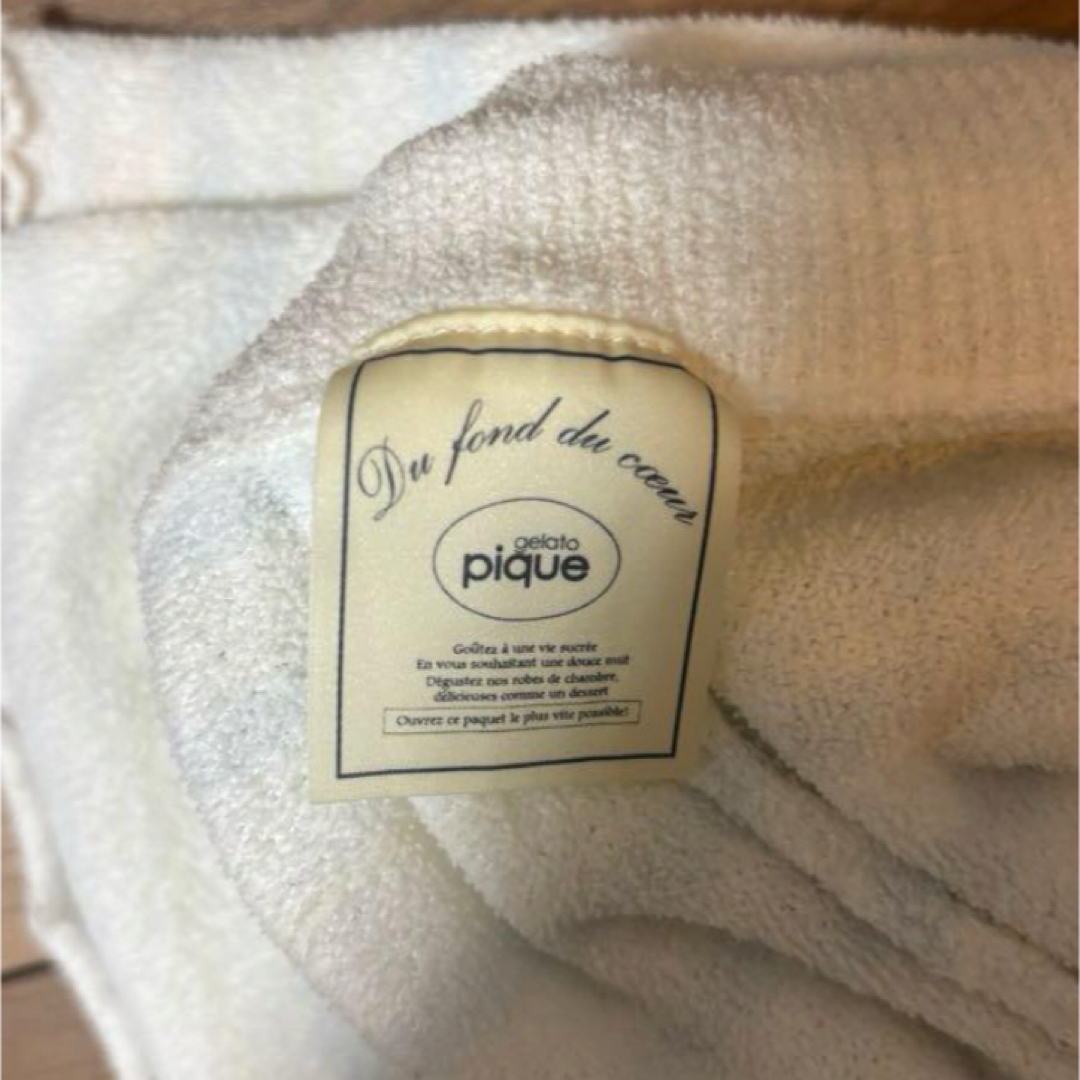 Du fond du cœur
gelato
pique
Goûtez à une vie sucrée
En vous souhaitant une douce nuit
Dégustez nos robes de chambre,
délicieuses comme un dessert
Ouvrez ce paquet le plus vite possible!